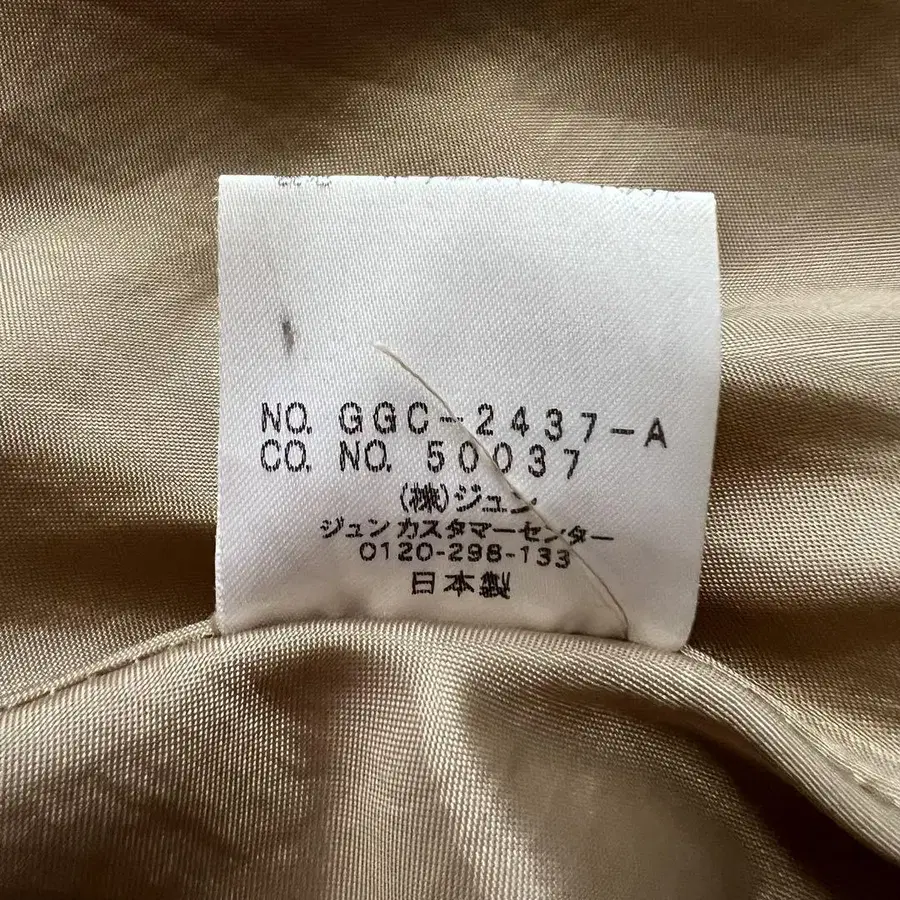 NO. GGC-2437-A
CO. NO. 50037
(株)ジュン
ジュンカスタマーセンター
0120-298-133
日本製